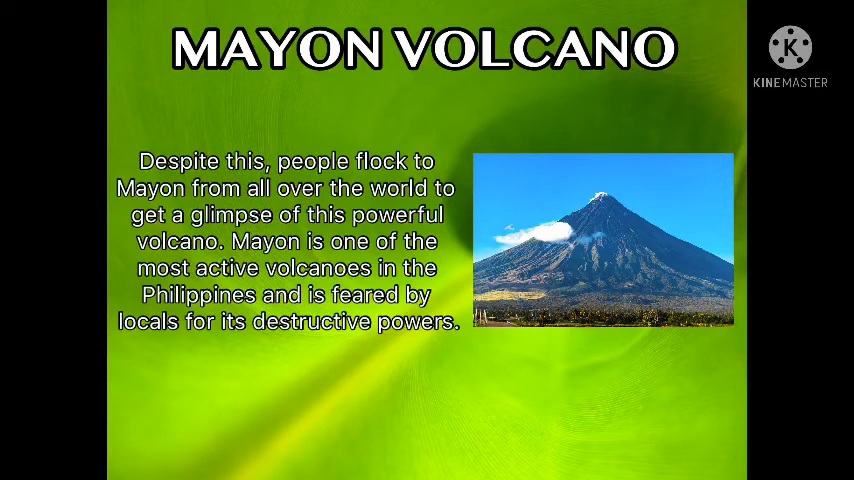 MAYON VOLCANO
K
KINEMASTER
Despite this, people flock to
Mayon from all over the world to
get a glimpse of this powerful
volcano. Mayon is one of the
most active volcanoes in the
Philippines and is feared by
locals for its destructive powers.